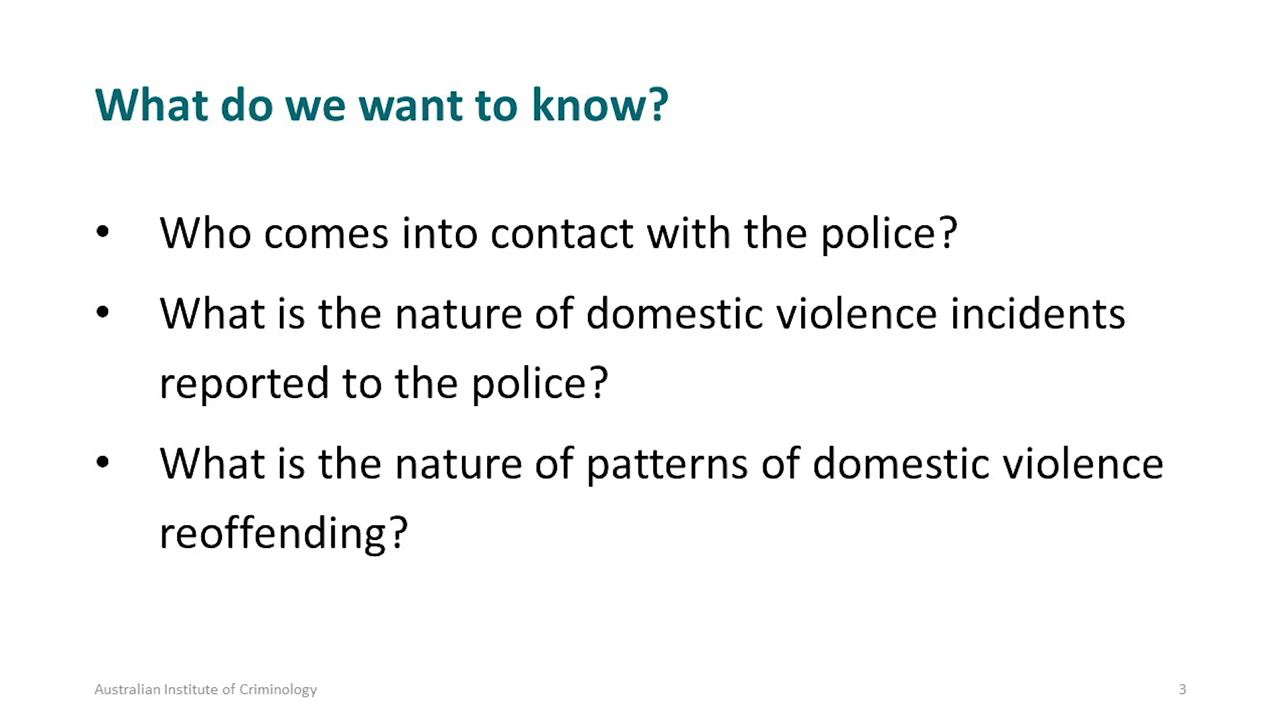 What do we want to know?
• Who comes into contact with the police?
• What is the nature of domestic violence incidents
reported to the police?
• What is the nature of patterns of domestic violence
reoffending?
Australian Institute of Criminology
3